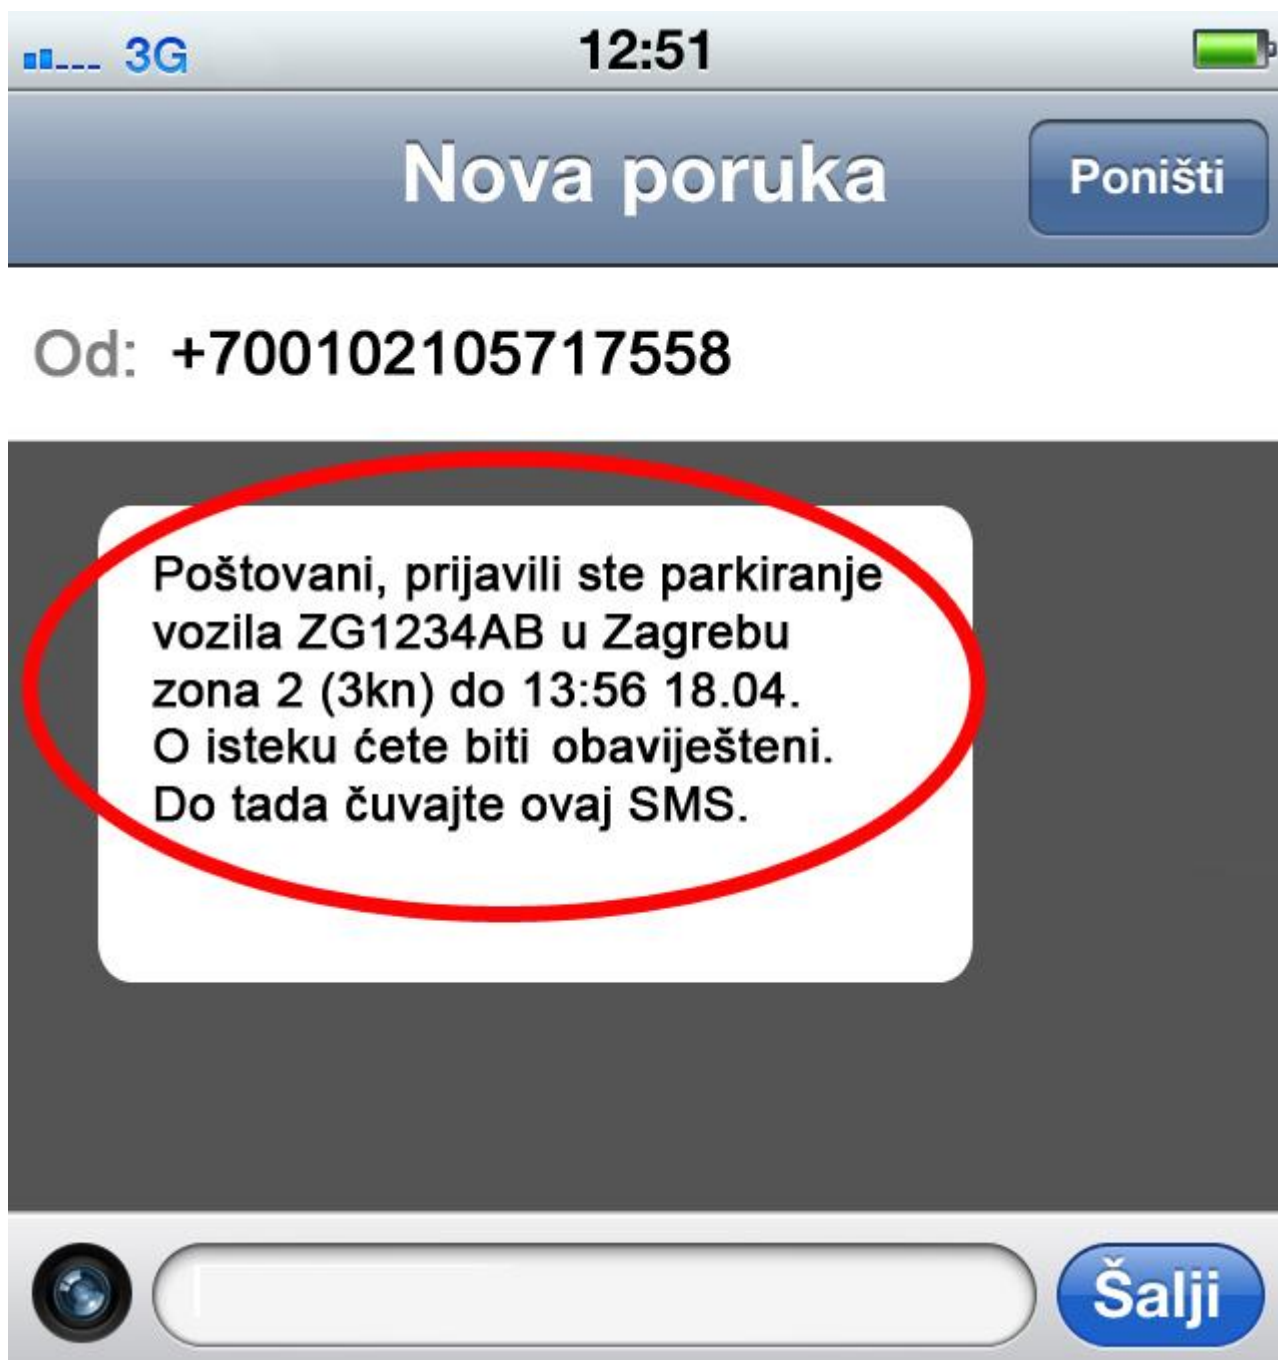 3G 12:51
Nova poruka Poništi
Od: +700102105717558
Poštovani, prijavili ste parkiranje
vozila ZG1234AB u Zagrebu
zona 2 (3kn) do 13:56 18.04.
O isteku ćete biti obaviješteni.
Do tada čuvajte ovaj SMS.
Šalji